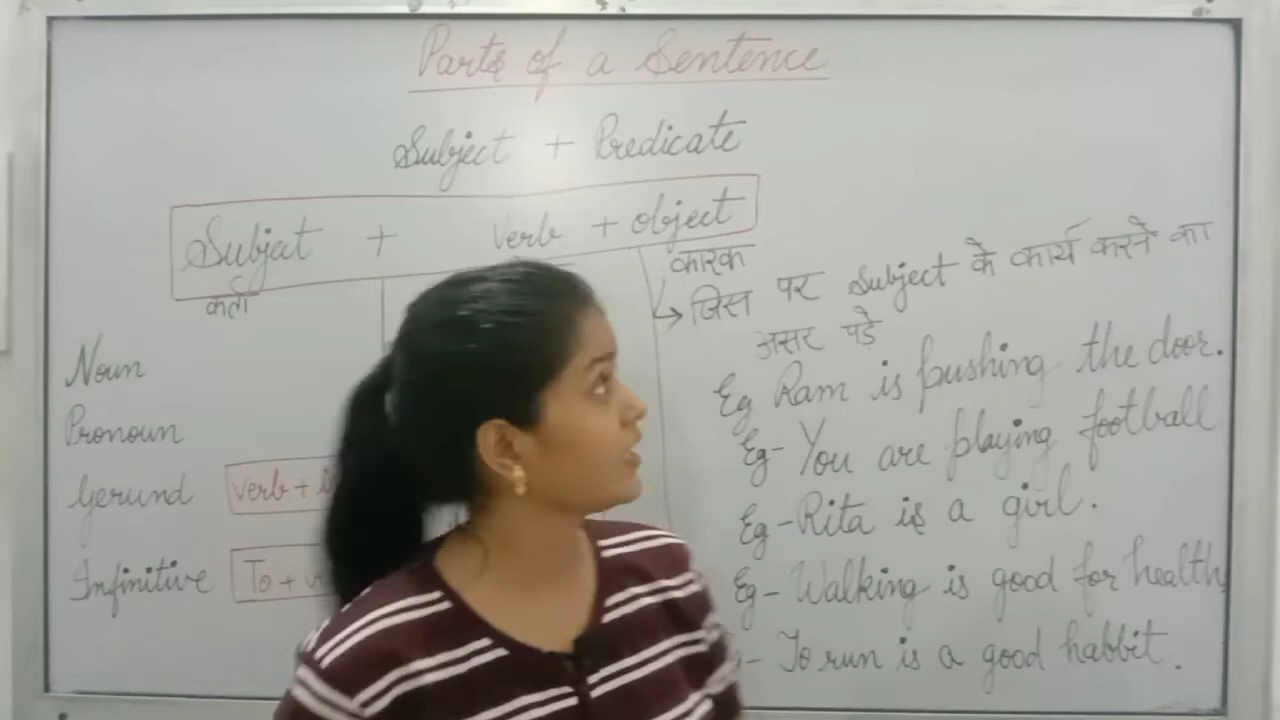 Parts of a Sentence
Subject + Predicate
Subject + Verb + object
कर्ता
कारक
→ जिस पर Subject के कार्य करने का
असर पड़े
Noun
Pronoun
Gerund verb + i
Infinitive To + v
Eg Ram is pushing the door.
Eg - You are playing football
Eg - Rita is a girl.
Eg - Walking is good for health
- To run is a good habbit.